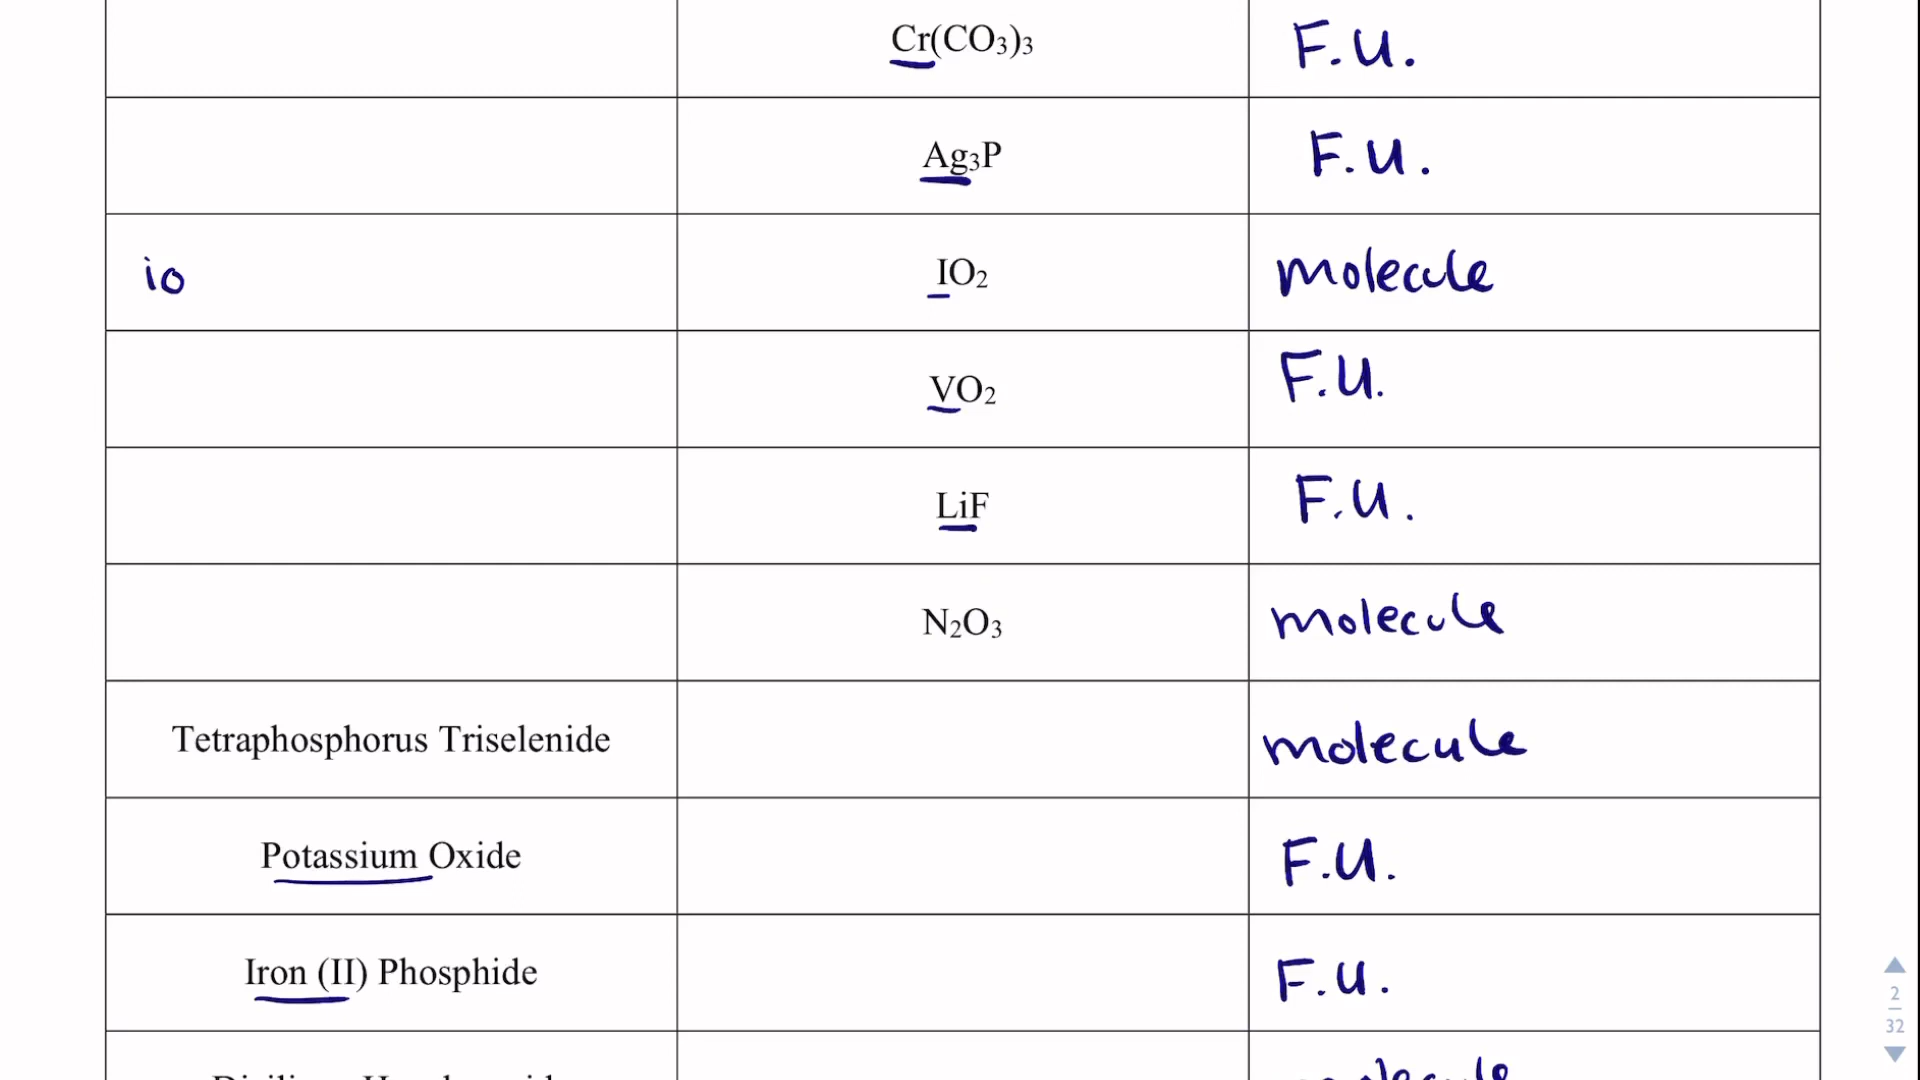 Cr(CO₃)₃ F.U.
Ag₃P F.U.
io IO₂ molecule
VO₂ F.U.
LiF F.U.
N₂O₃ molecule
Tetraphosphorus Triselenide molecule
Potassium Oxide F.U.
Iron (II) Phosphide F.U.
molecule
2
32